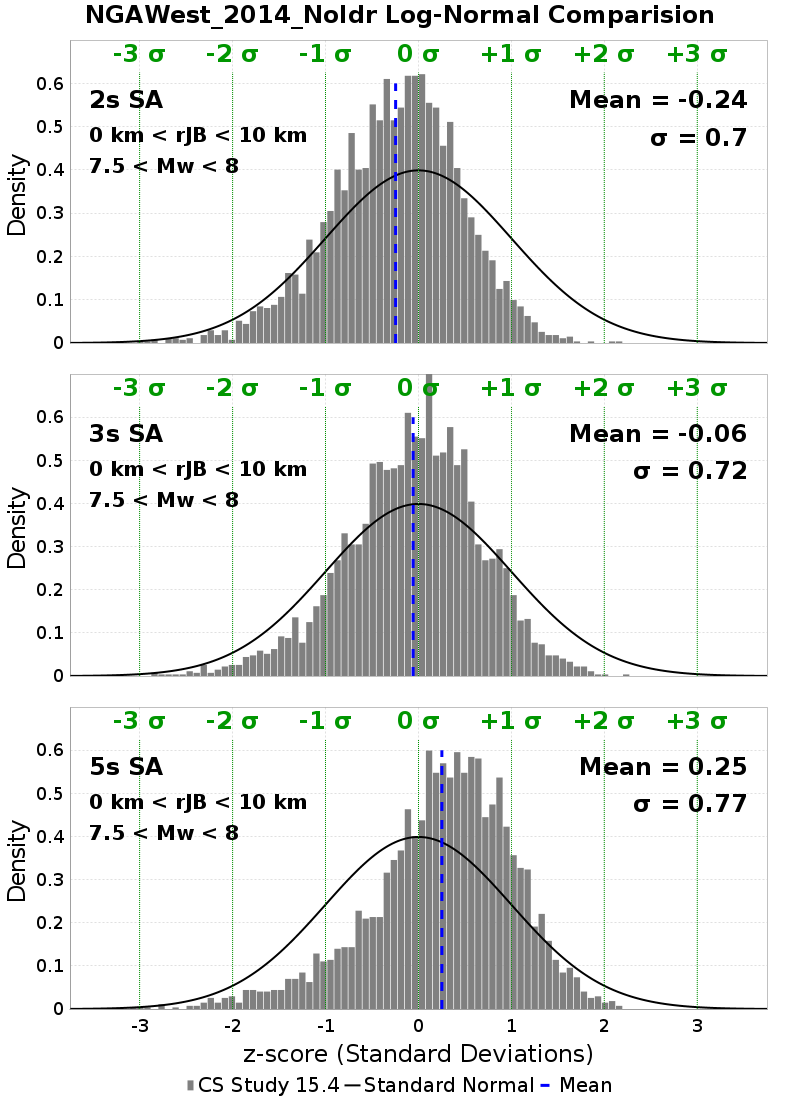 NGAWest_2014_NoIdr Log-Normal Comparision
-3 σ -2 σ -1 σ 0 σ +1 σ +2 σ +3 σ
2s SA
0 km < rJB < 10 km
7.5 < Mw < 8
Mean = -0.24
σ = 0.7
Density
0.6
0.5
0.4
0.3
0.2
0.1
0
-3 σ -2 σ -1 σ 0 σ +1 σ +2 σ +3 σ
3s SA
0 km < rJB < 10 km
7.5 < Mw < 8
Mean = -0.06
σ = 0.72
Density
0.6
0.5
0.4
0.3
0.2
0.1
0
-3 σ -2 σ -1 σ 0 σ +1 σ +2 σ +3 σ
5s SA
0 km < rJB < 10 km
7.5 < Mw < 8
Mean = 0.25
σ = 0.77
Density
0.6
0.5
0.4
0.3
0.2
0.1
0
-3 -2 -1 0 1 2 3
z-score (Standard Deviations)
CS Study 15.4 Standard Normal Mean